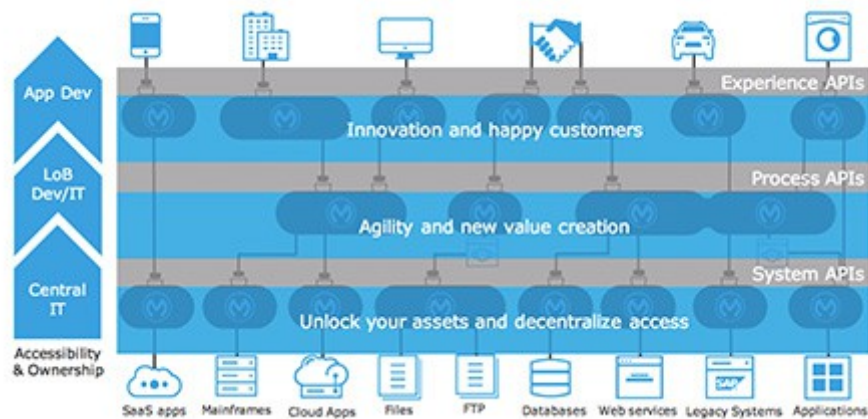 App Dev
Experience APIs
Innovation and happy customers
LoB
Dev/IT
Process APIs
Agility and new value creation
System APIs
Central
IT
Unlock your assets and decentralize access
Accessibility
& Ownership
SaaS apps
Mainframes
Cloud Apps
Files
FTP
Databases
Web services
SAP
Legacy Systems
Applications